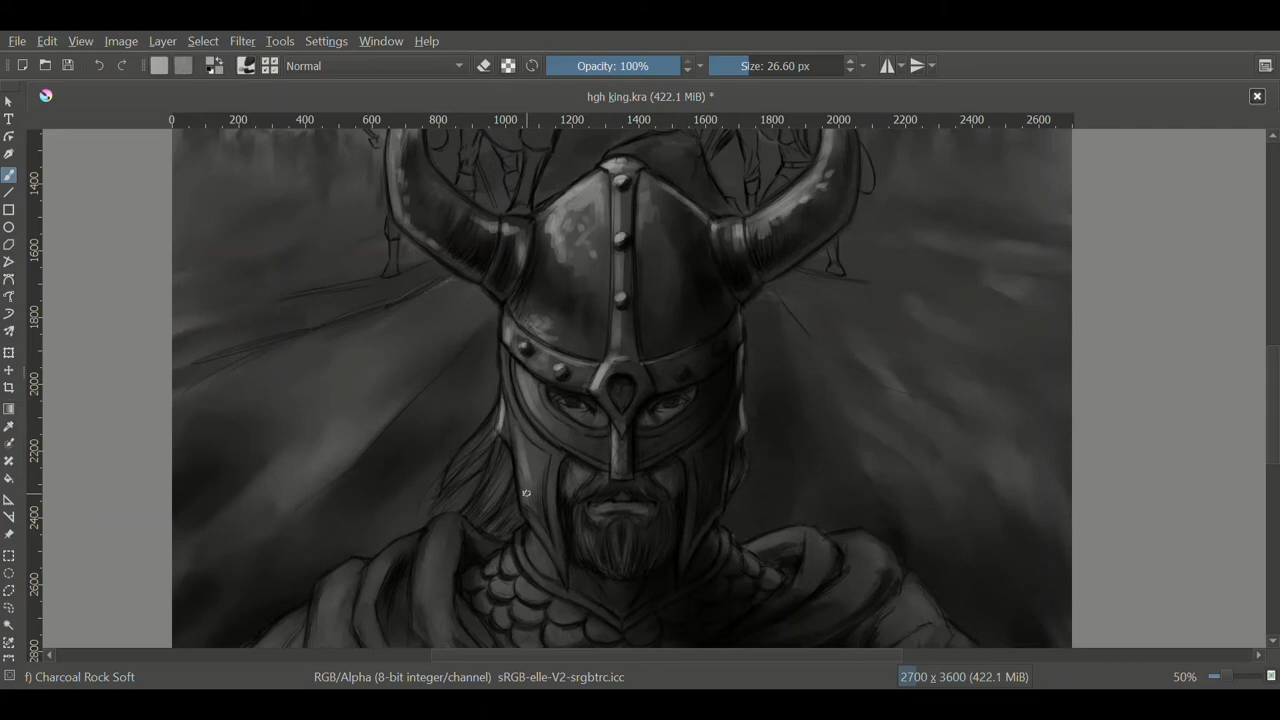 File Edit View Image Layer Select Filter Tools Settings Window Help
Normal Opacity: 100% Size: 26.60 px
hgh king.kra (422.1 MiB) *
0 200 400 600 800 1000 1200 1400 1600 1800 2000 2200 2400 2600
1400
1600
1800
2000
2200
2400
2600
2800
f) Charcoal Rock Soft RGB/Alpha (8-bit integer/channel) sRGB-elle-V2-srgbtrc.icc 2700 x 3600 (422.1 MiB) 50%